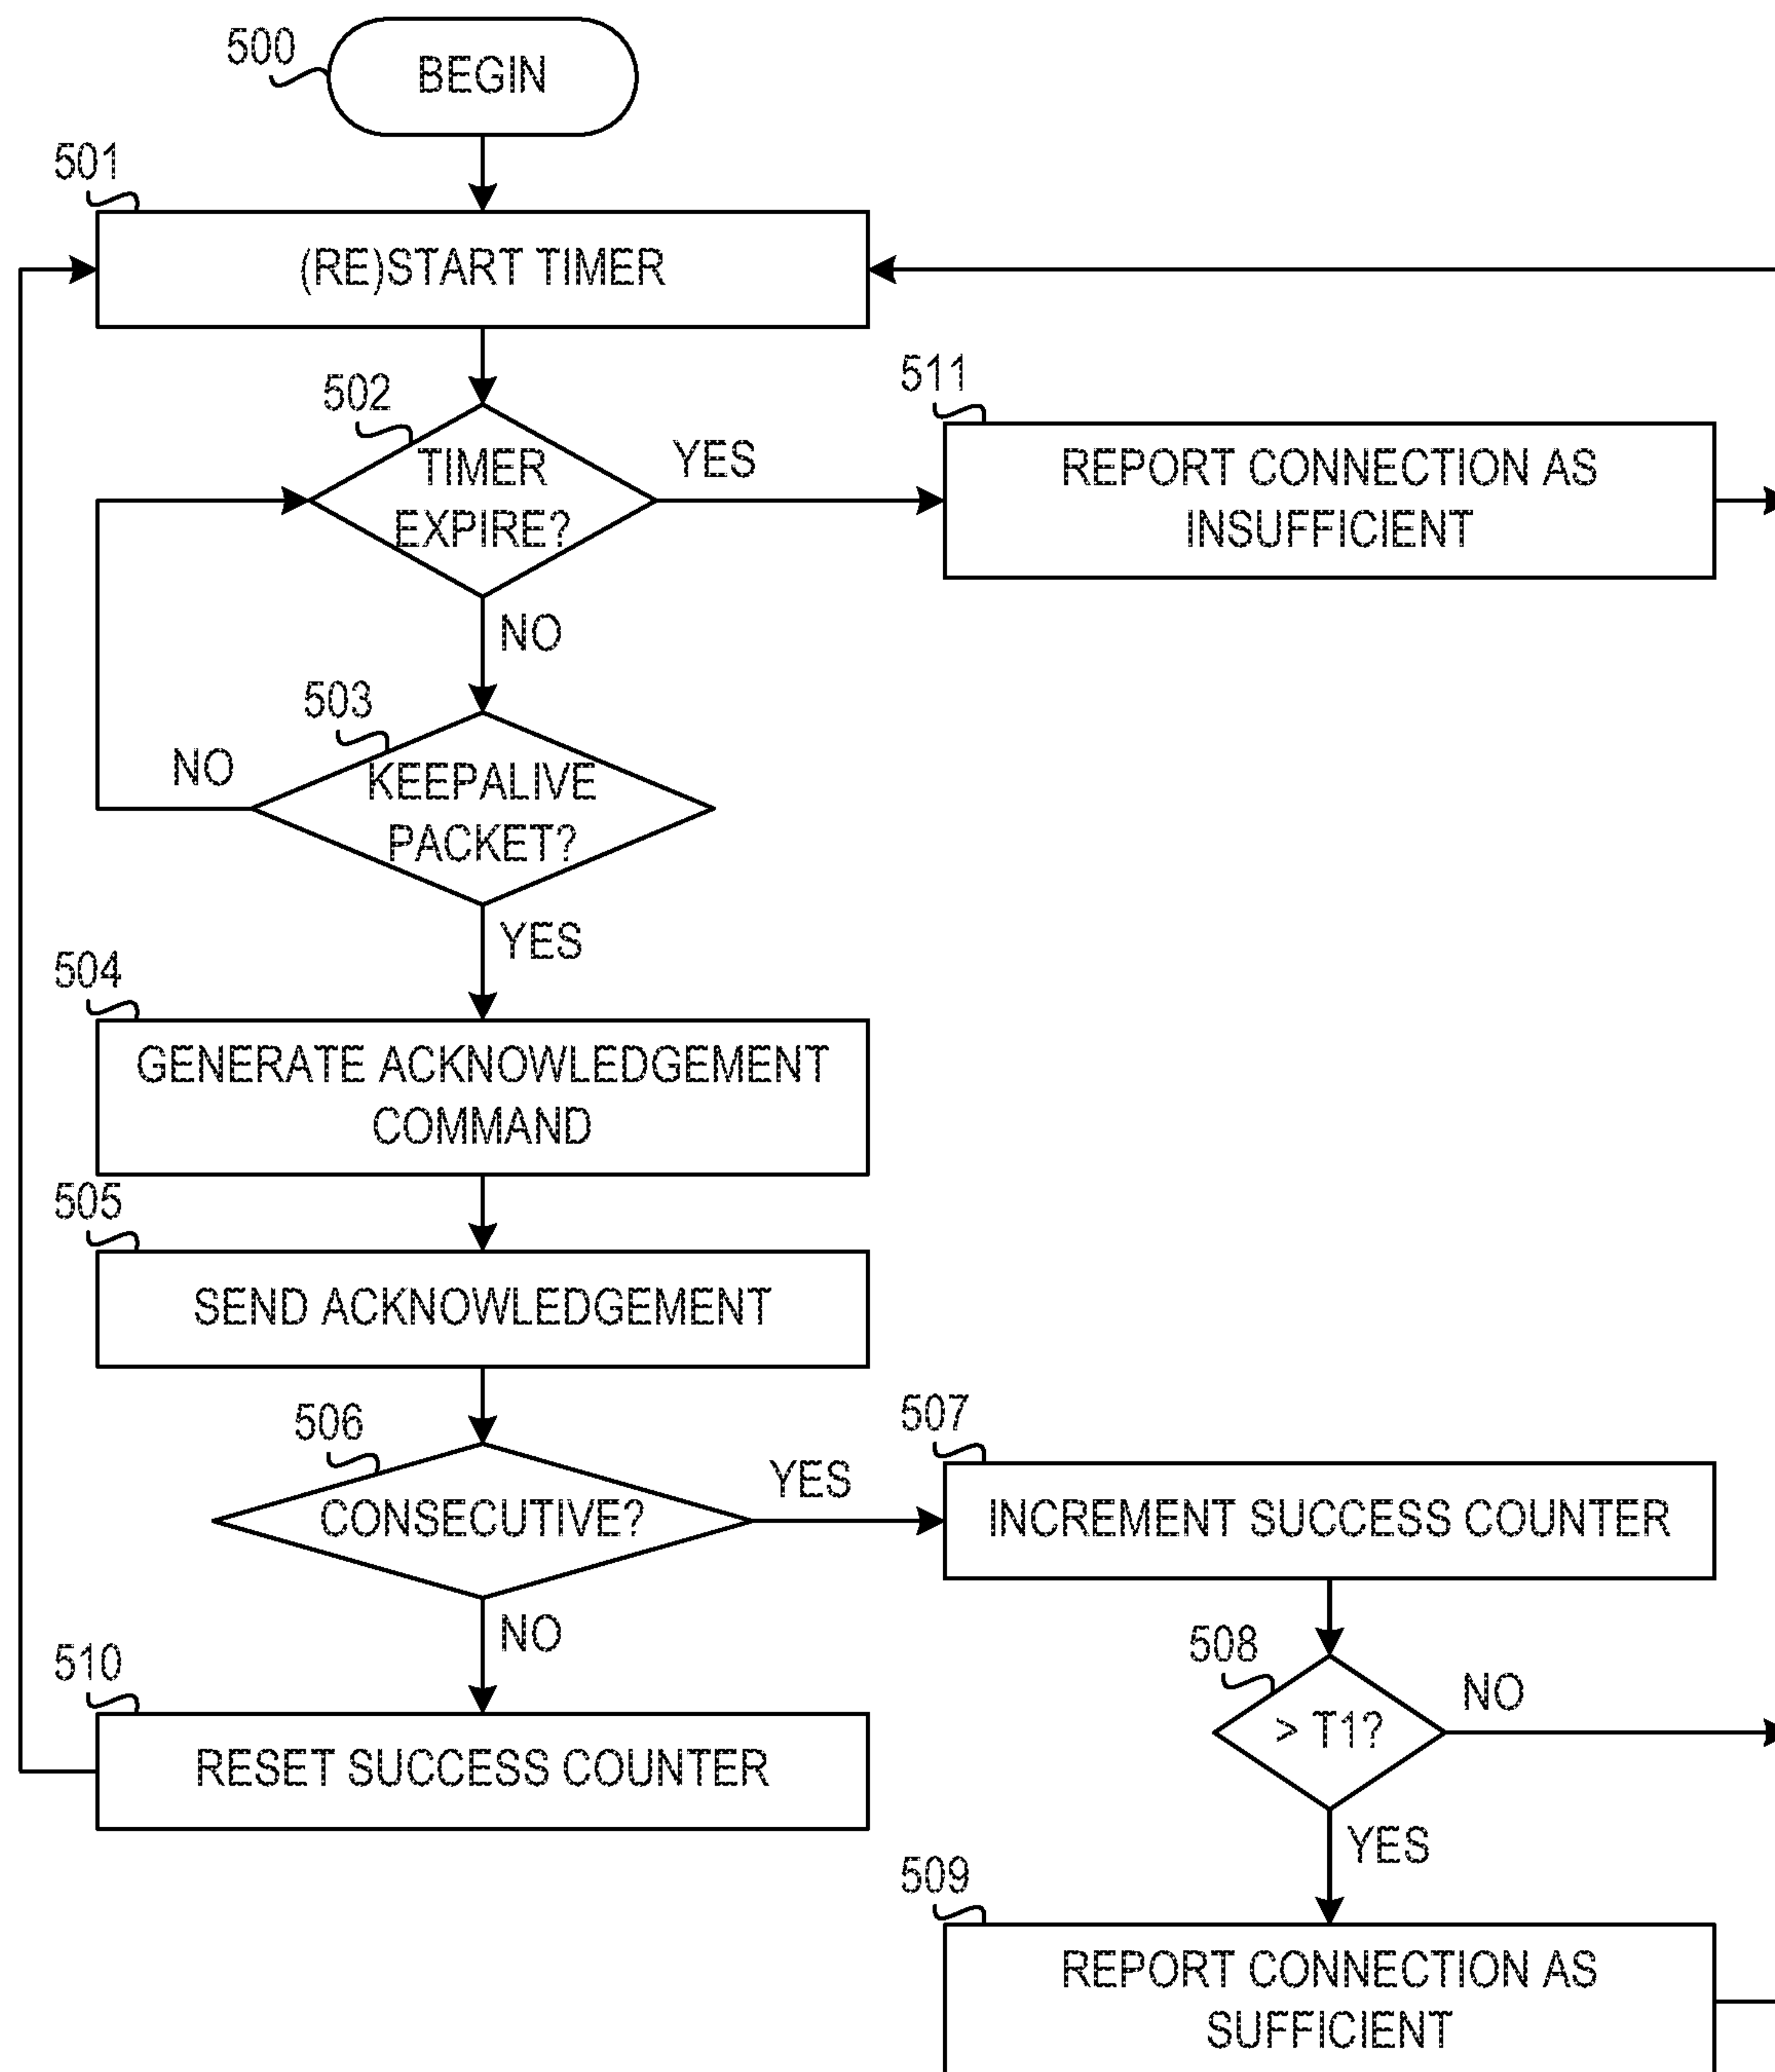 500
BEGIN
501
(RE)START TIMER
502
TIMER
EXPIRE?
YES
511
REPORT CONNECTION AS
INSUFFICIENT
NO
503
KEEPALIVE
PACKET?
NO
YES
504
GENERATE ACKNOWLEDGEMENT
COMMAND
505
SEND ACKNOWLEDGEMENT
506
CONSECUTIVE?
YES
507
INCREMENT SUCCESS COUNTER
NO
508
> T1?
NO
510
RESET SUCCESS COUNTER
YES
509
REPORT CONNECTION AS
SUFFICIENT